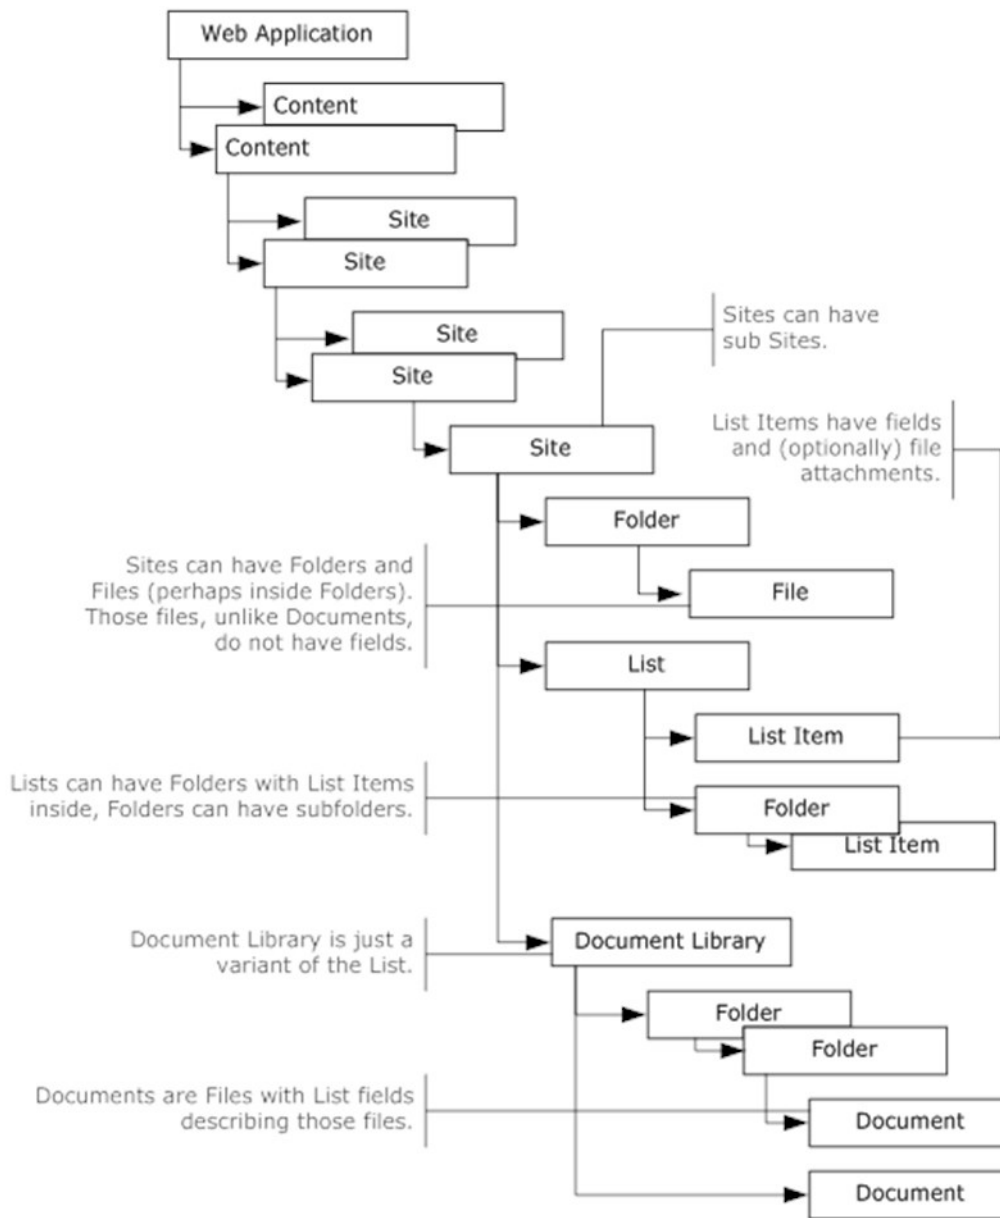 Web Application
Content
Content
Site
Site
Site
Site
Sites can have
sub Sites.
List Items have fields
and (optionally) file
attachments.
Site
Folder
Sites can have Folders and
Files (perhaps inside Folders).
Those files, unlike Documents,
do not have fields.
File
List
List Item
Lists can have Folders with List Items
inside, Folders can have subfolders.
Folder
List Item
Document Library is just a
variant of the List.
Document Library
Folder
Folder
Documents are Files with List fields
describing those files.
Document
Document